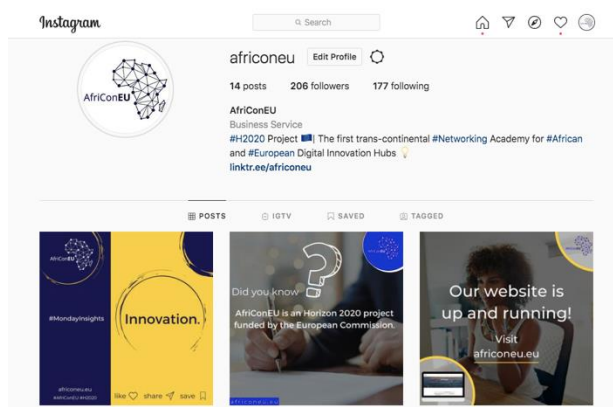 Instagram
Search
africoneu Edit Profile
14 posts 206 followers 177 following
AfriConEU
Business Service
#H2020 Project 🇪🇺| The first trans-continental #Networking Academy for #African
and #European Digital Innovation Hubs 💡
linktr.ee/africoneu
AfriConEU
POSTS IGTV SAVED TAGGED
AfriConEU
#MondayInsights
Innovation.
africoneu.eu
#AfriConEU #H2020
like share save
Did you know
?
AfriConEU is an Horizon 2020 project
funded by the European Commission.
africoneu.eu
Our website is
up and running!
Visit
africoneu.eu